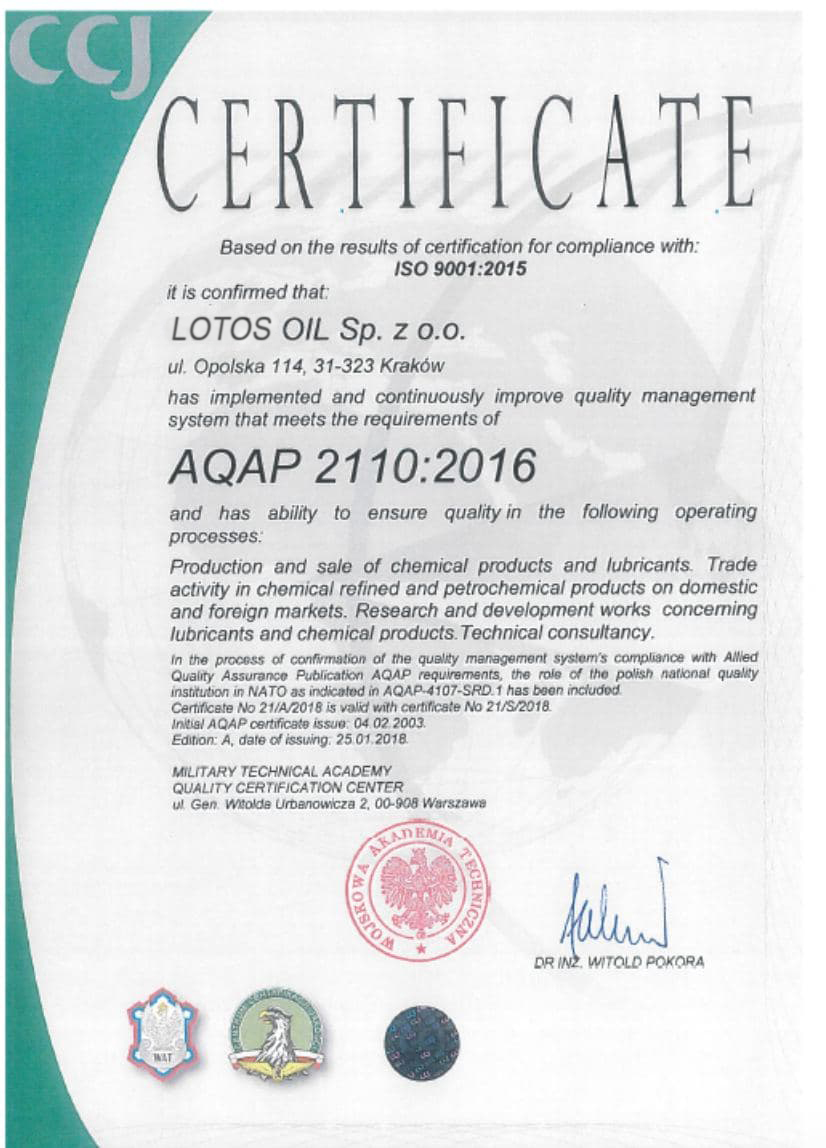 CCJ
CERTIFICATE
Based on the results of certification for compliance with:
ISO 9001:2015
it is confirmed that:
LOTOS OIL Sp. z o.o.
ul. Opolska 114, 31-323 Kraków
has implemented and continuously improve quality management
system that meets the requirements of
AQAP 2110:2016
and has ability to ensure quality in the following operating
processes:
Production and sale of chemical products and lubricants. Trade
activity in chemical refined and petrochemical products on domestic
and foreign markets. Research and development works concerning
lubricants and chemical products. Technical consultancy.
In the process of confirmation of the quality management system's compliance with Allied
Quality Assurance Publication AQAP requirements, the role of the polish national quality
institution in NATO as indicated in AQAP-4107-SRD.1 has been included.
Certificate No 21/A/2018 is valid with certificate No 21/S/2018.
Initial AQAP certificate issue: 04.02.2003.
Edition: A, date of issuing: 25.01.2018.
MILITARY TECHNICAL ACADEMY
QUALITY CERTIFICATION CENTER
ul. Gen. Witolda Urbanowicza 2, 00-908 Warszawa
WOJSKOWA AKADEMIA TECHNICZNA
DR INŻ. WITOLD POKORA
WAT